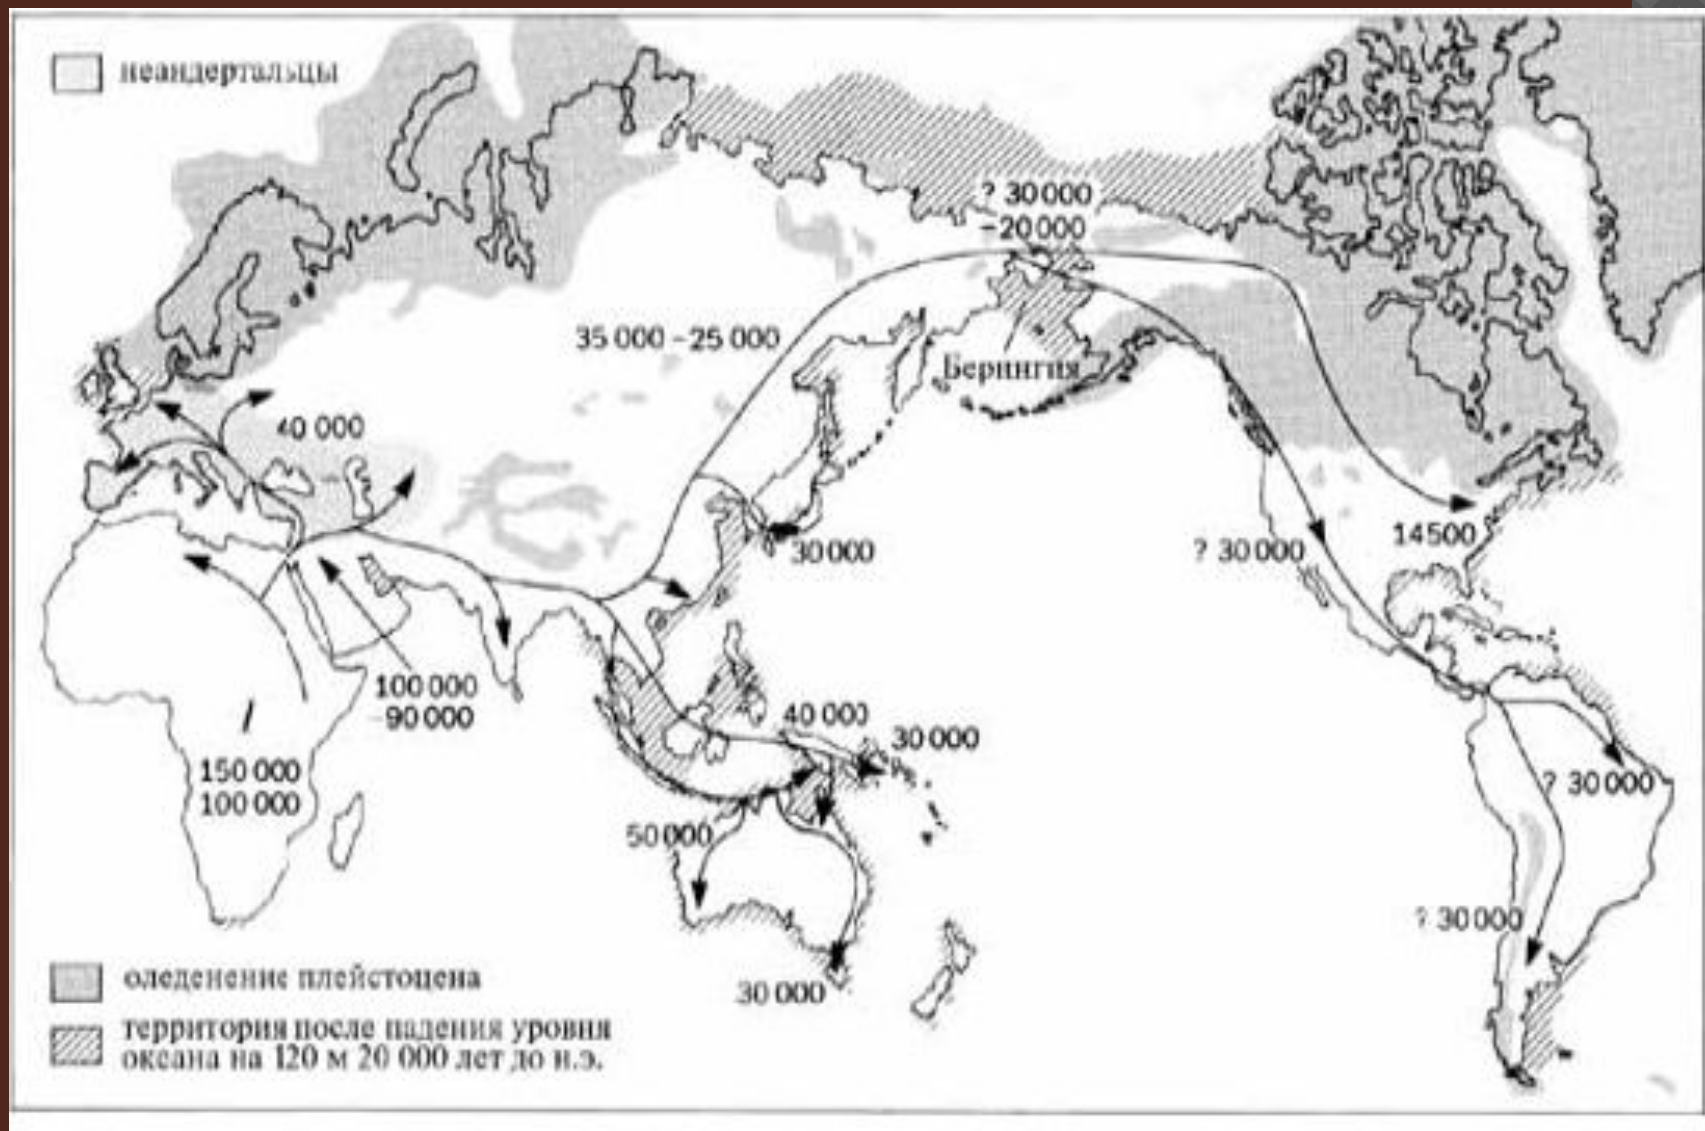 неандертальцы
? 30 000
–20 000
35 000 –25 000
Берингия
40 000
30 000
14500
? 30 000
100 000
–90 000
40 000
30 000
150 000
100 000
? 30 000
50 000
? 30 000
30 000
оледенение плейстоцена
территория после падения уровня
океана на 120 м 20 000 лет до н.э.